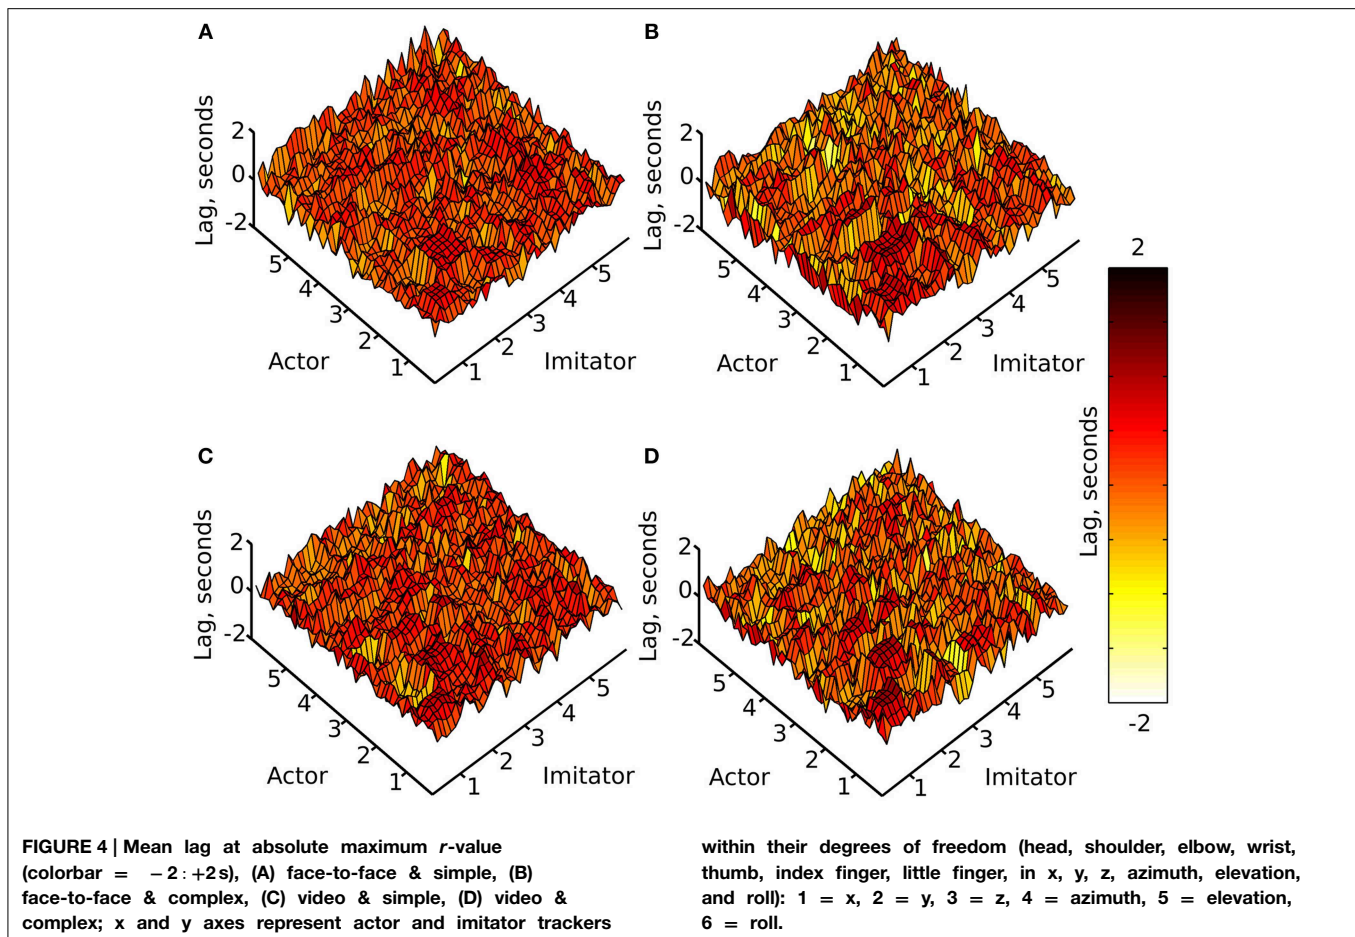 A
Lag, seconds
2
0
-2
5
4
3
2
1
Actor
1
2
3
4
5
Imitator
B
Lag, seconds
2
0
-2
5
4
3
2
1
Actor
1
2
3
4
5
Imitator
C
Lag, seconds
2
0
-2
5
4
3
2
1
Actor
1
2
3
4
5
Imitator
D
Lag, seconds
2
0
-2
5
4
3
2
1
Actor
1
2
3
4
5
Imitator
2
Lag, seconds
-2
FIGURE 4 | Mean lag at absolute maximum r-value
(colorbar = −2 : +2 s), (A) face-to-face & simple, (B)
face-to-face & complex, (C) video & simple, (D) video &
complex; x and y axes represent actor and imitator trackers
within their degrees of freedom (head, shoulder, elbow, wrist,
thumb, index finger, little finger, in x, y, z, azimuth, elevation,
and roll): 1 = x, 2 = y, 3 = z, 4 = azimuth, 5 = elevation,
6 = roll.